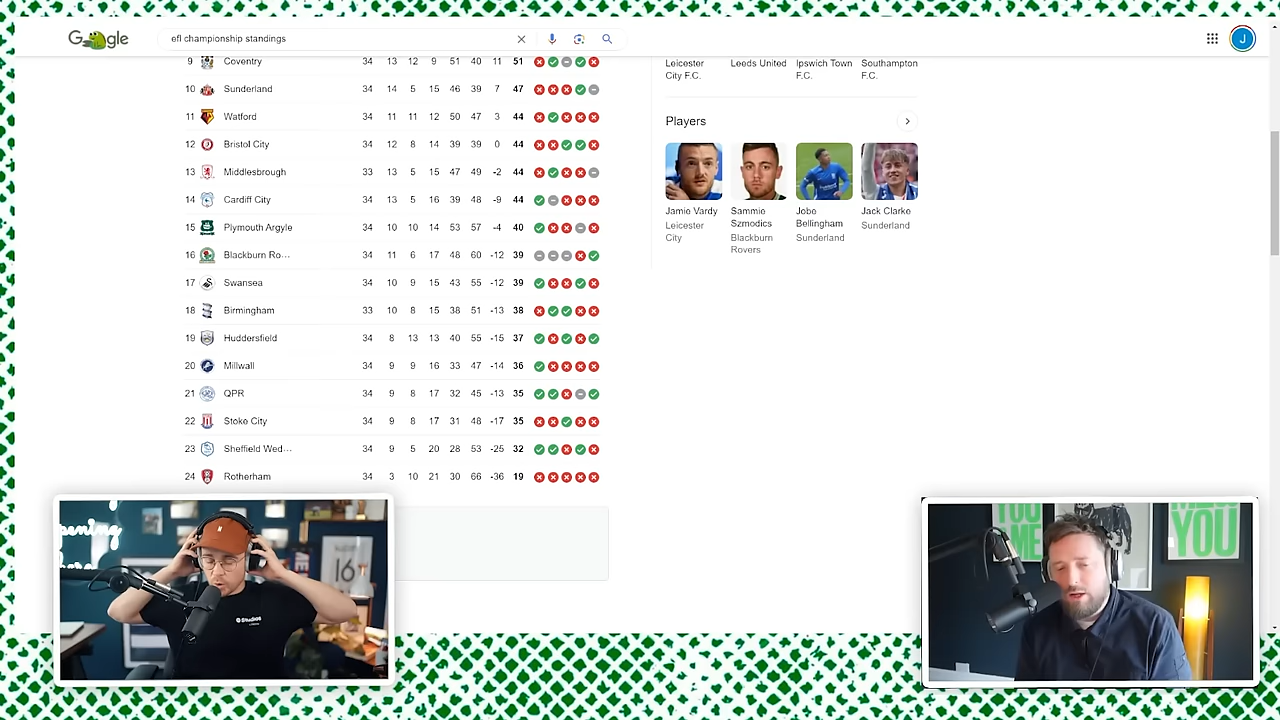 Google
efl championship standings
J
9 Coventry 34 13 12 9 51 40 11 51
10 Sunderland 34 14 5 15 46 39 7 47
11 Watford 34 11 11 12 50 47 3 44
12 Bristol City 34 12 8 14 39 39 0 44
13 Middlesbrough 33 13 5 15 47 49 -2 44
14 Cardiff City 34 13 5 16 39 48 -9 44
15 Plymouth Argyle 34 10 10 14 53 57 -4 40
16 Blackburn Ro... 34 11 6 17 48 60 -12 39
17 Swansea 34 10 9 15 43 55 -12 39
18 Birmingham 33 10 8 15 38 51 -13 38
19 Huddersfield 34 8 13 13 40 55 -15 37
20 Millwall 34 9 9 16 33 47 -14 36
21 QPR 34 9 8 17 32 45 -13 35
22 Stoke City 34 9 8 17 31 48 -17 35
23 Sheffield Wed... 34 9 5 20 28 53 -25 32
24 Rotherham 34 3 10 21 30 66 -36 19
Leicester City F.C.
Leeds United
Ipswich Town F.C.
Southampton F.C.
Players
Jamie Vardy
Leicester City
Sammie Szmodics
Blackburn Rovers
Jobe Bellingham
Sunderland
Jack Clarke
Sunderland
16
Studios
YOU
ME
YOU